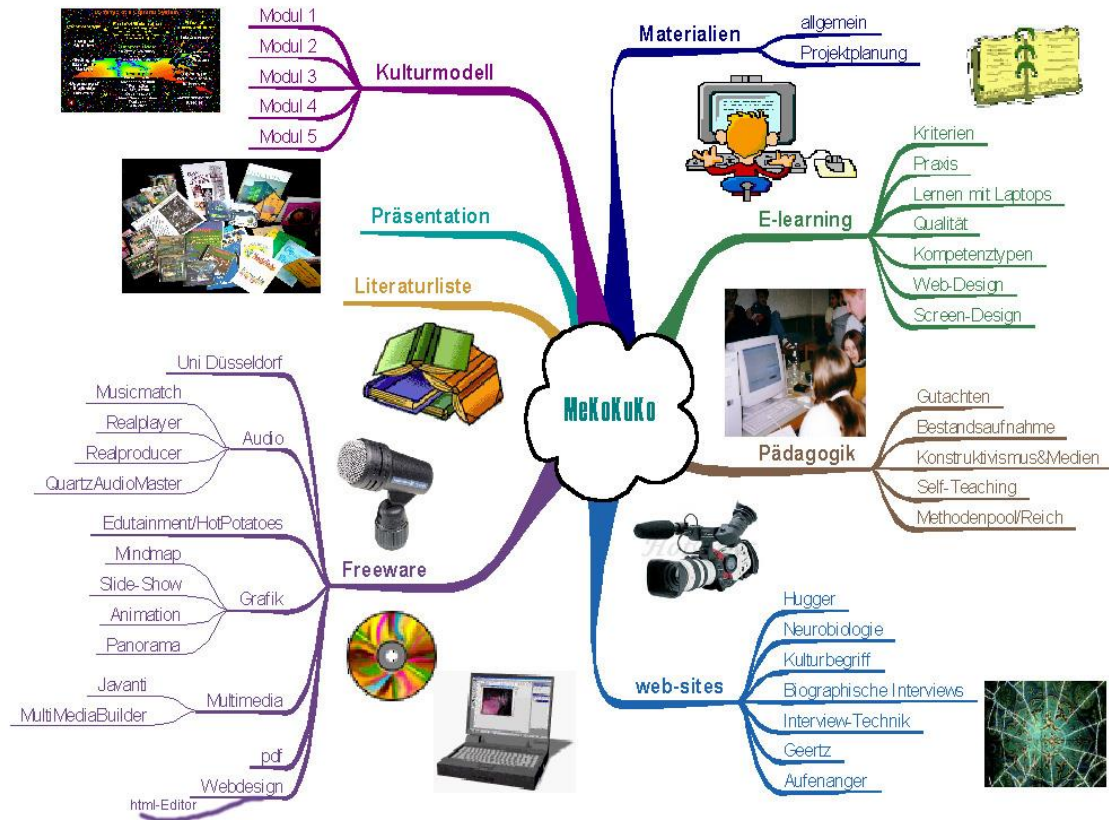 Modul 1
Modul 2
Modul 3
Modul 4
Modul 5
Kulturmodell
Materialien
allgemein
Projektplanung
Präsentation
Literaturliste
E-learning
Kriterien
Praxis
Lernen mit Laptops
Qualität
Kompetenztypen
Web-Design
Screen-Design
MeKoKuKo
Pädagogik
Gutachten
Bestandsaufnahme
Konstruktivismus&Medien
Self-Teaching
Methodenpool/Reich
Freeware
Uni Düsseldorf
Audio
Musicmatch
Realplayer
Realproducer
QuartzAudioMaster
Edutainment/HotPotatoes
Grafik
Mindmap
Slide-Show
Animation
Panorama
Multimedia
Javanti
MultiMediaBuilder
pdf
Webdesign
html-Editor
web-sites
Hugger
Neurobiologie
Kulturbegriff
Biographische Interviews
Interview-Technik
Geertz
Aufenanger